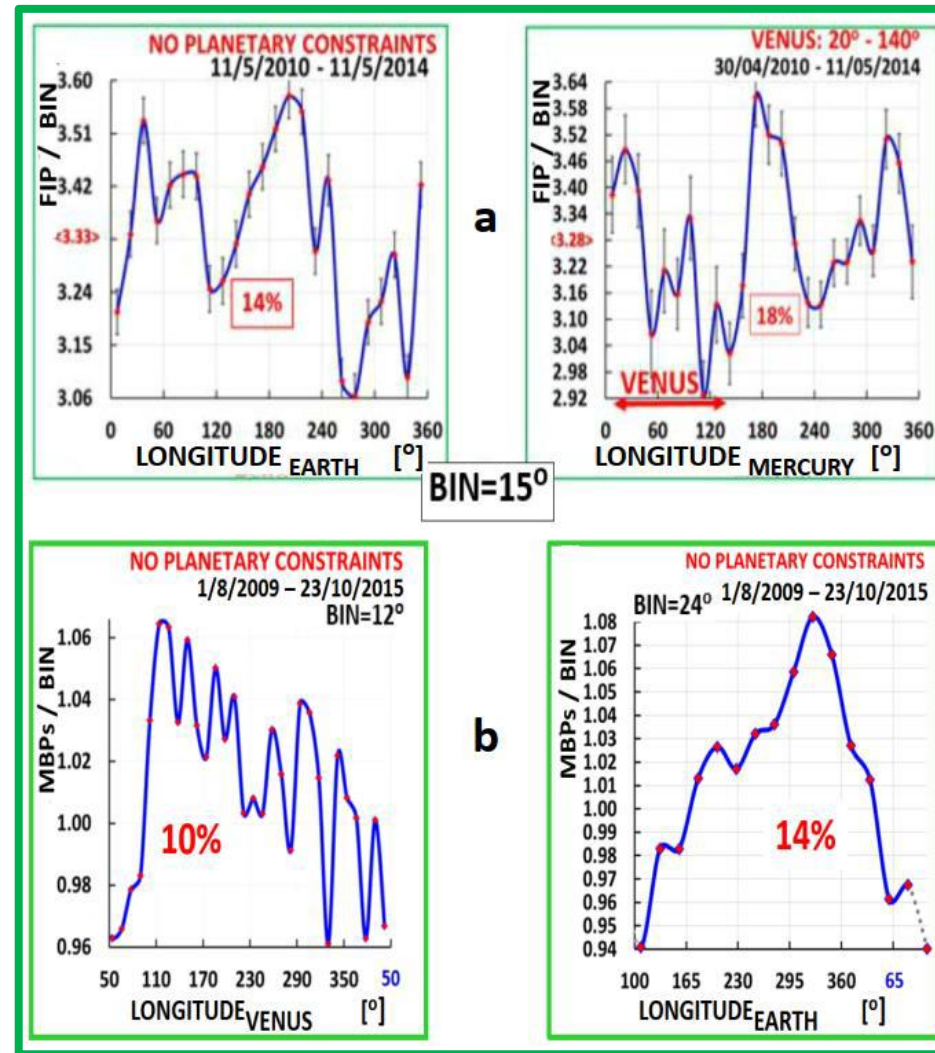 NO PLANETARY CONSTRAINTS
11/5/2010 - 11/5/2014
FIP / BIN
3.60
3.51
3.42
<3.33>
3.24
3.15
3.06
14%
0 60 120 180 240 300 360
LONGITUDE EARTH [°]
a
VENUS: 20° - 140°
30/04/2010 - 11/05/2014
FIP / BIN
3.64
3.58
3.52
3.46
3.40
3.34
<3.28>
3.22
3.16
3.10
3.04
2.98
2.92
18%
VENUS
0 60 120 180 240 300 360
LONGITUDE MERCURY [°]
BIN=15°
NO PLANETARY CONSTRAINTS
1/8/2009 – 23/10/2015
BIN=12°
MBPs / BIN
1.06
1.04
1.02
1.00
0.98
0.96
10%
50 110 170 230 290 350 50
LONGITUDE VENUS [°]
b
NO PLANETARY CONSTRAINTS
1/8/2009 – 23/10/2015
BIN=24°
MBPs / BIN
1.08
1.07
1.06
1.05
1.04
1.03
1.02
1.01
1.00
0.99
0.98
0.97
0.96
0.95
0.94
14%
100 165 230 295 360 65
LONGITUDE EARTH [°]